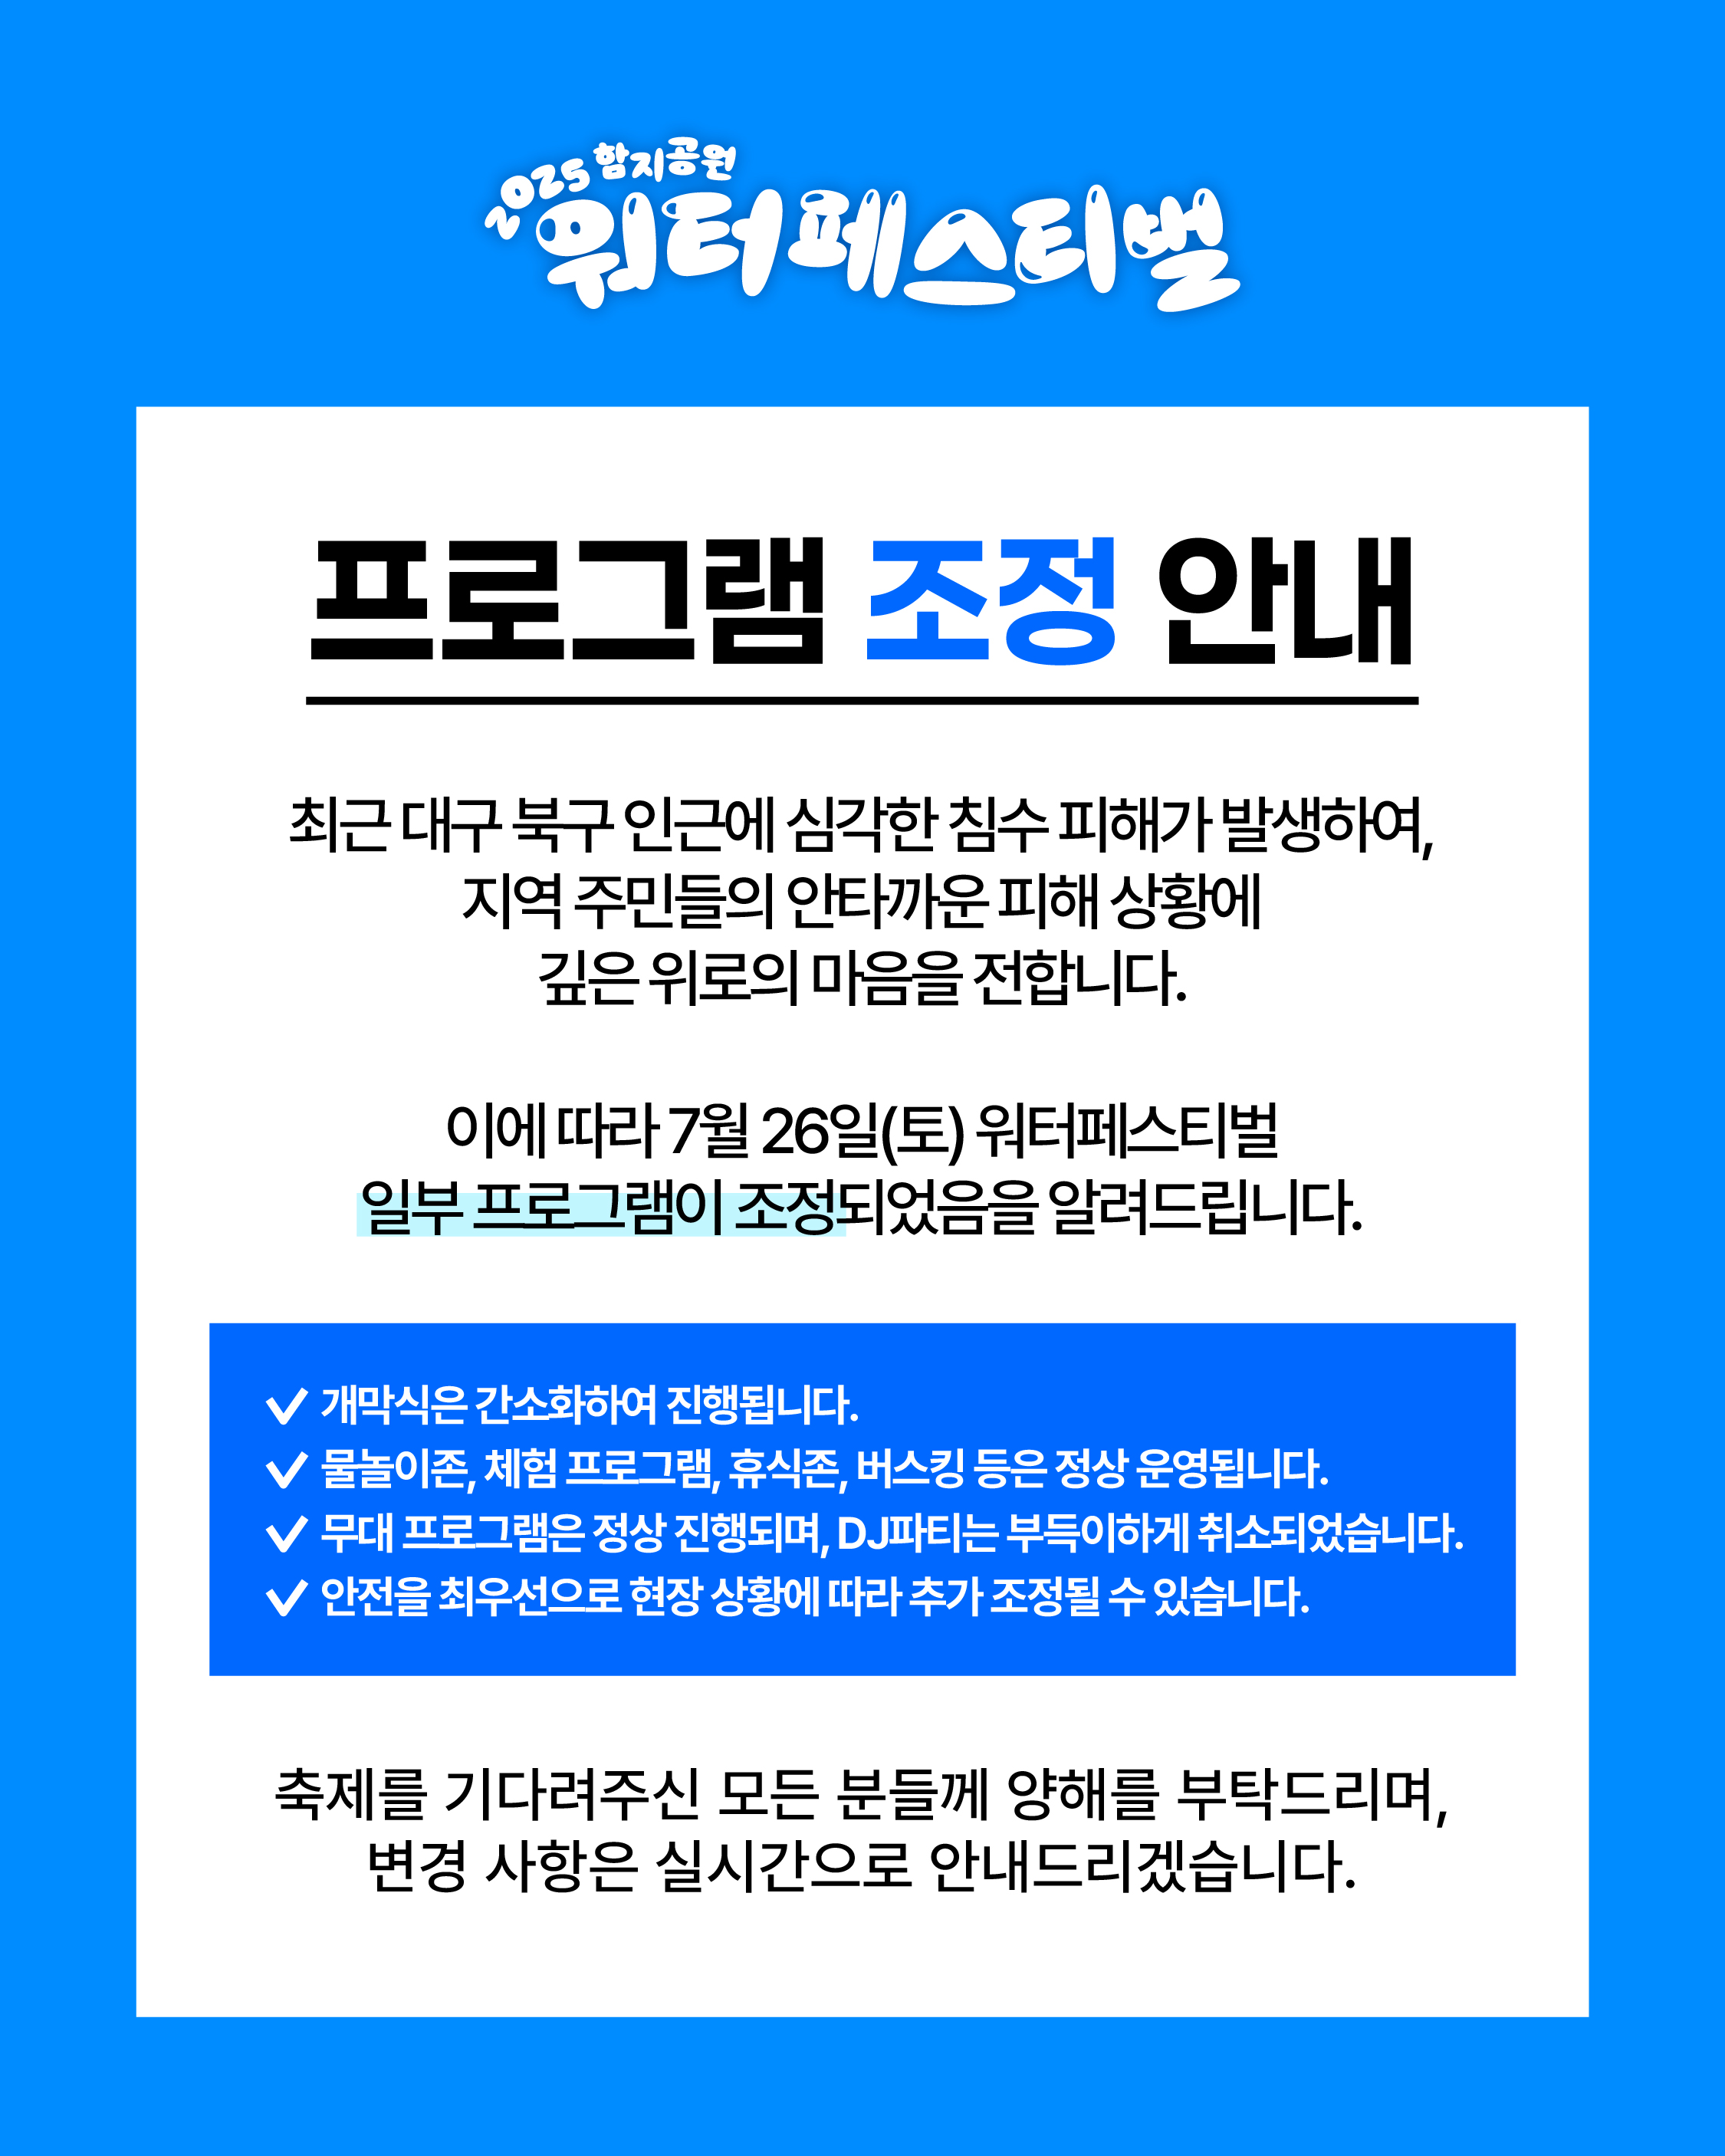 2025 함지공원
워터페스티벌
프로그램 조정 안내
최근 대구 북구 인근에 심각한 침수 피해가 발생하여,
지역 주민들의 안타까운 피해 상황에
깊은 위로의 마음을 전합니다.
이에 따라 7월 26일(토) 워터페스티벌
일부 프로그램이 조정되었음을 알려드립니다.
✓ 개막식은 간소화하여 진행됩니다.
✓ 물놀이존, 체험 프로그램, 휴식존, 버스킹 등은 정상 운영됩니다.
✓ 무대 프로그램은 정상 진행되며, DJ파티는 부득이하게 취소되었습니다.
✓ 안전을 최우선으로 현장 상황에 따라 추가 조정될 수 있습니다.
축제를 기다려주신 모든 분들께 양해를 부탁드리며,
변경 사항은 실시간으로 안내드리겠습니다.